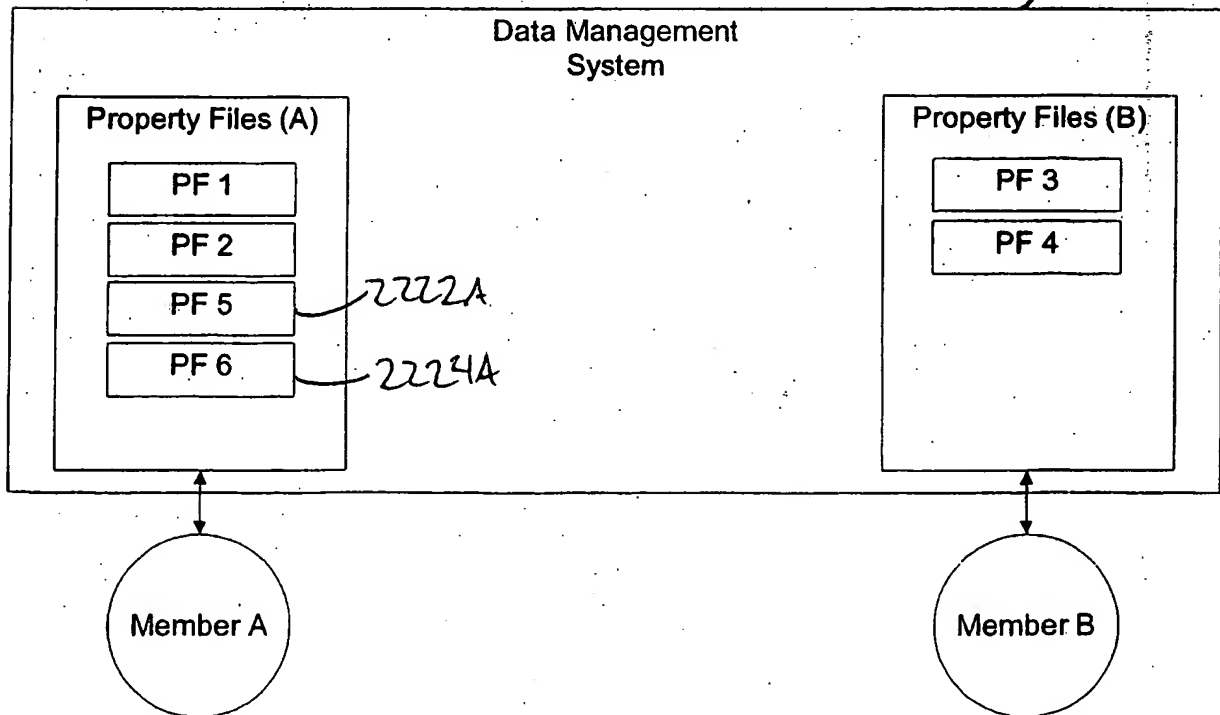 Data Management
System
Property Files (A)
PF 1
PF 2
PF 5
2222A
PF 6
2224A
Property Files (B)
PF 3
PF 4
Member A
Member B